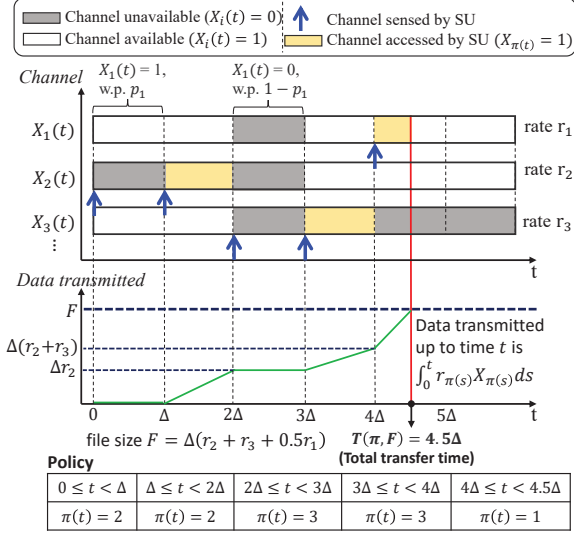 Channel unavailable (X_i(t) = 0)
Channel sensed by SU
Channel available (X_i(t) = 1)
Channel accessed by SU (X_π(t) = 1)
Channel
X_1(t) = 1,
w.p. p_1
X_1(t) = 0,
w.p. 1 − p_1
X_1(t)
rate r_1
X_2(t)
rate r_2
X_3(t)
rate r_3
⋮
t
Data transmitted
F
Δ(r_2+r_3)
Δr_2
Data transmitted
up to time t is
∫_0^t r_π(s) X_π(s) ds
0 Δ 2Δ 3Δ 4Δ 5Δ t
file size F = Δ(r_2 + r_3 + 0.5r_1)
T(π, F) = 4.5Δ
(Total transfer time)
Policy
0 ≤ t < Δ Δ ≤ t < 2Δ 2Δ ≤ t < 3Δ 3Δ ≤ t < 4Δ 4Δ ≤ t < 4.5Δ
π(t) = 2 π(t) = 2 π(t) = 3 π(t) = 3 π(t) = 1